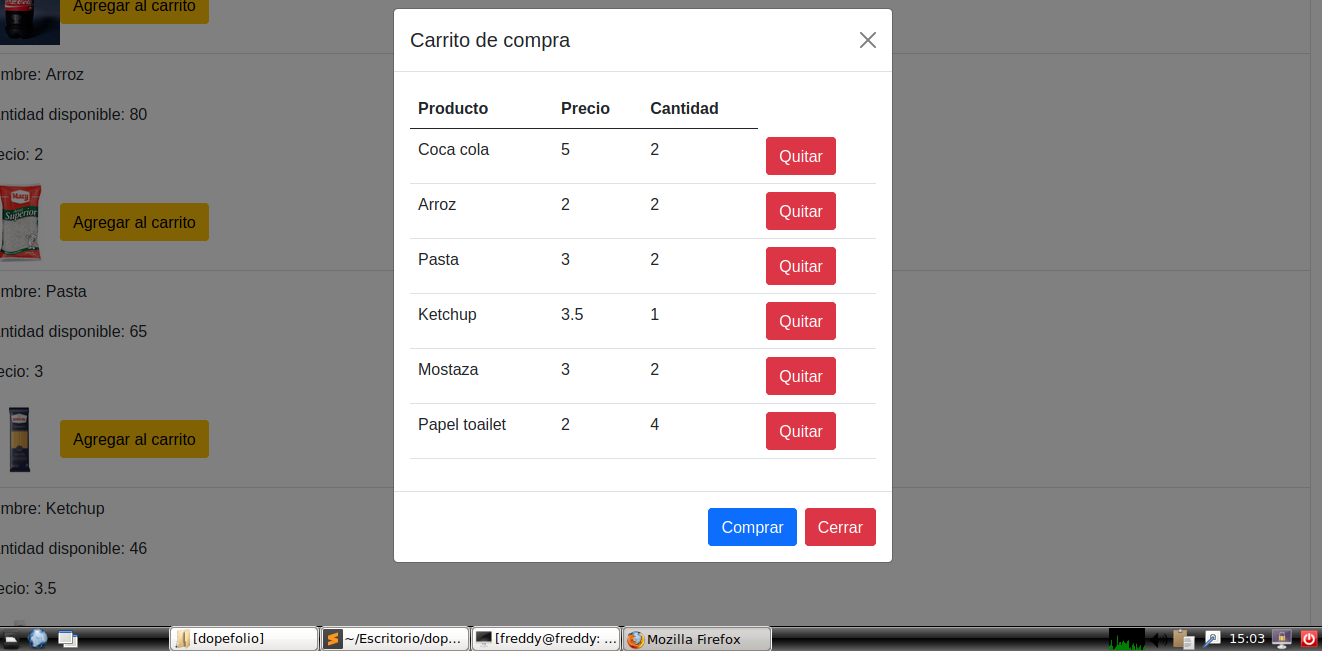 Agregar al carrito
mbre: Arroz
ntidad disponible: 80
ecio: 2
Mary
Superior
Agregar al carrito
mbre: Pasta
ntidad disponible: 65
ecio: 3
Agregar al carrito
mbre: Ketchup
ntidad disponible: 46
ecio: 3.5
Carrito de compra
Producto Precio Cantidad
Coca cola 5 2 Quitar
Arroz 2 2 Quitar
Pasta 3 2 Quitar
Ketchup 3.5 1 Quitar
Mostaza 3 2 Quitar
Papel toailet 2 4 Quitar
Comprar Cerrar
[dopefolio] ~/Escritorio/dop... [freddy@freddy: ... Mozilla Firefox 15:03